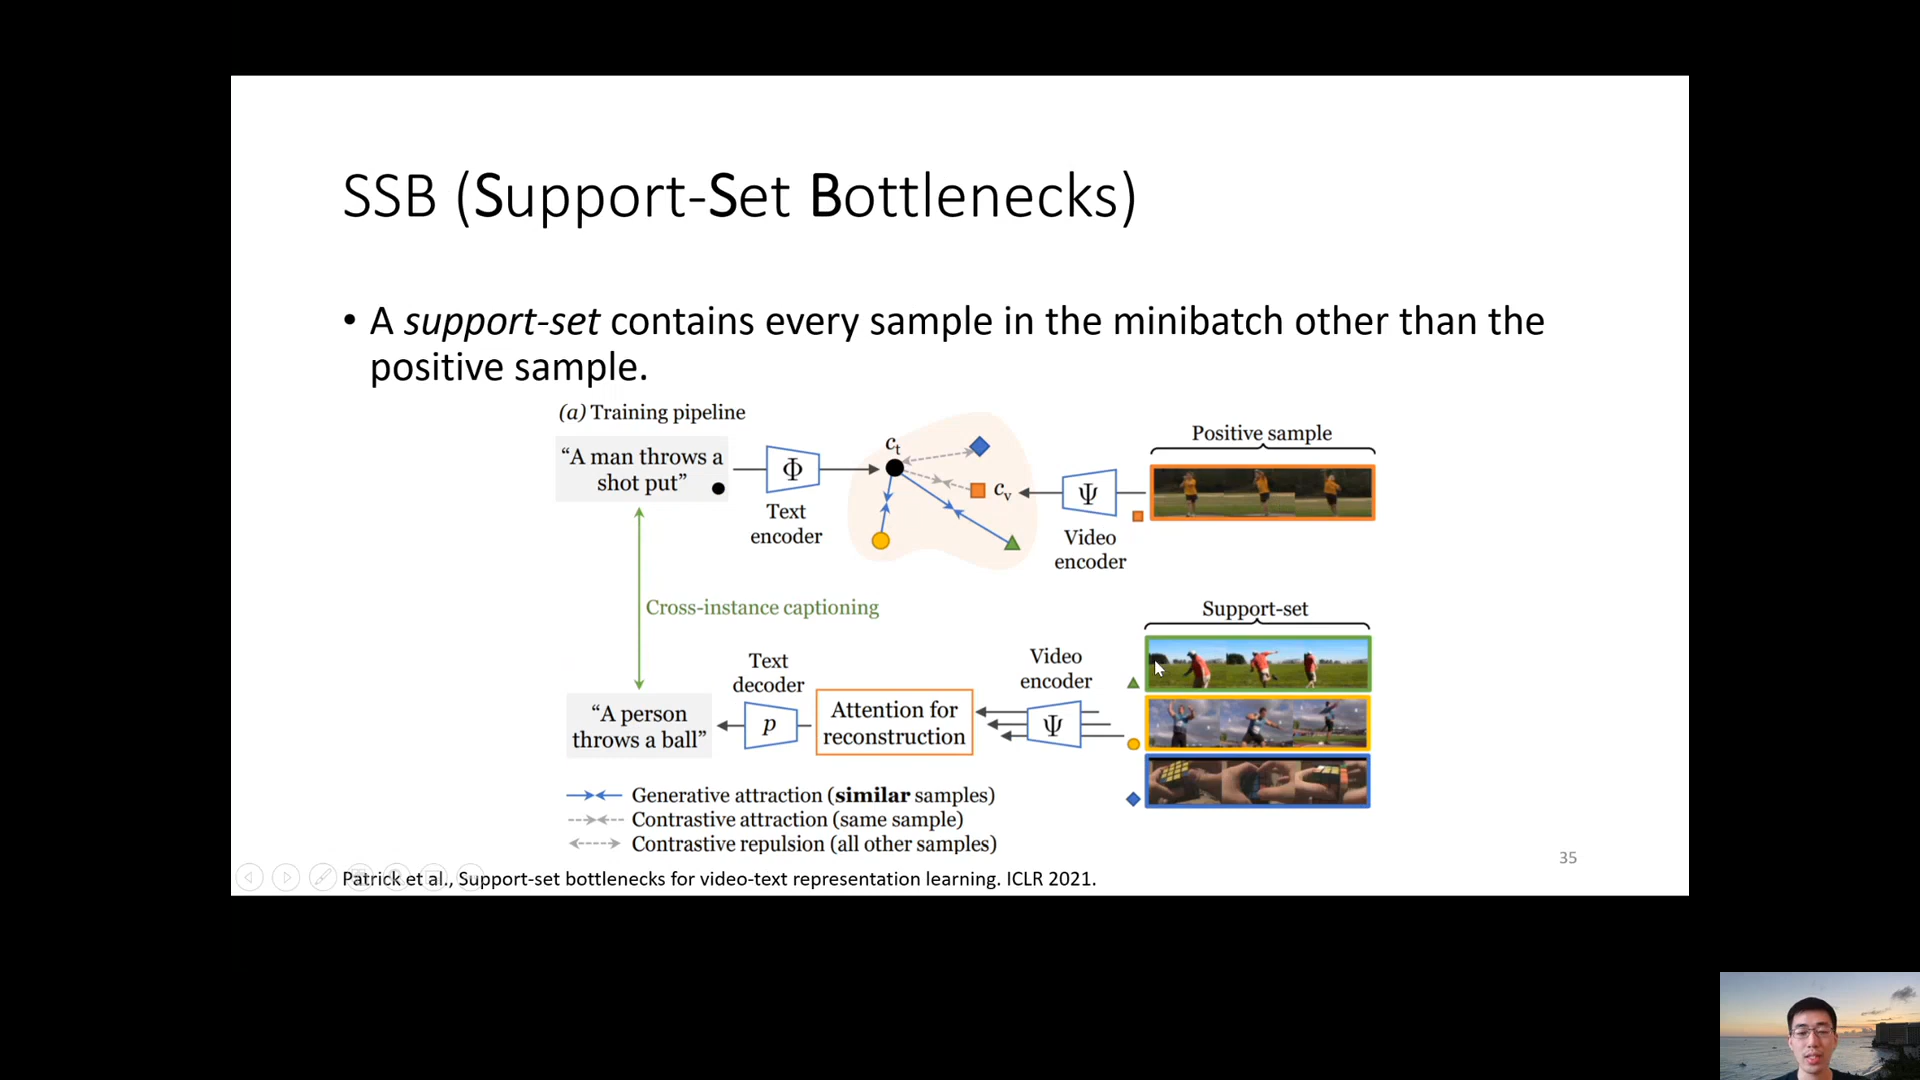 SSB (Support-Set Bottlenecks)
• A support-set contains every sample in the minibatch other than the
positive sample.
(a) Training pipeline
“A man throws a
shot put”
Φ
Text
encoder
cₜ
cᵥ
Ψ
Video
encoder
Positive sample
Cross-instance captioning
Support-set
“A person
throws a ball”
Text
decoder
p
Attention for
reconstruction
Video
encoder
Ψ
Generative attraction (similar samples)
Contrastive attraction (same sample)
Contrastive repulsion (all other samples)
35
Patrick et al., Support-set bottlenecks for video-text representation learning. ICLR 2021.